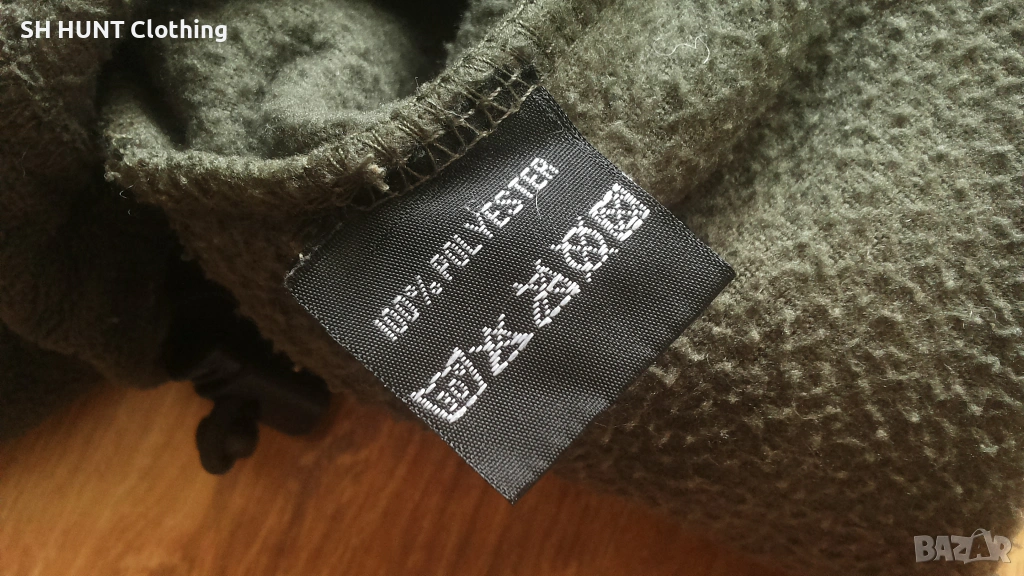 SH HUNT Clothing
100% POLYESTER
BAZAR